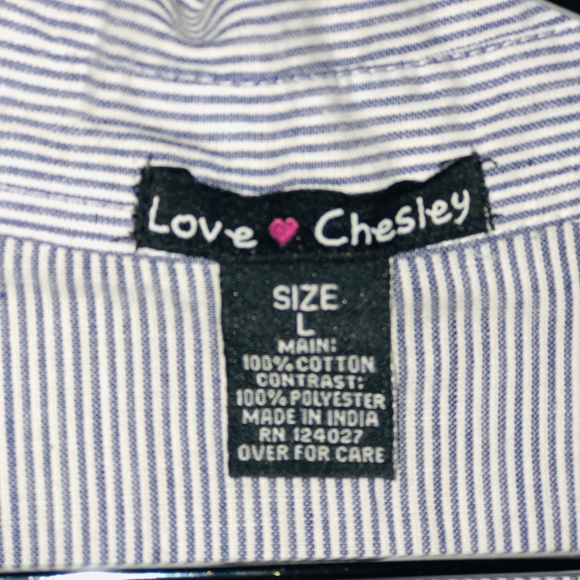 Love Chesley
SIZE
L
MAIN:
100% COTTON
CONTRAST:
100% POLYESTER
MADE IN INDIA
RN 124027
OVER FOR CARE